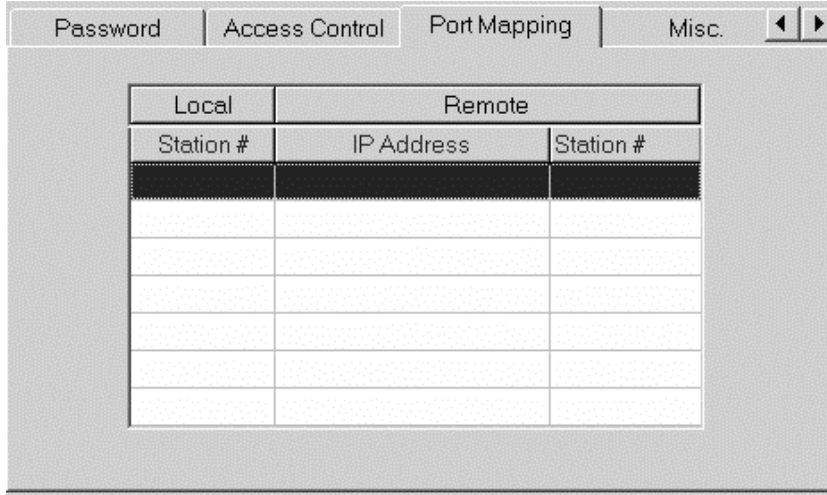 Password Access Control Port Mapping Misc.
Local Remote
Station # IP Address Station #